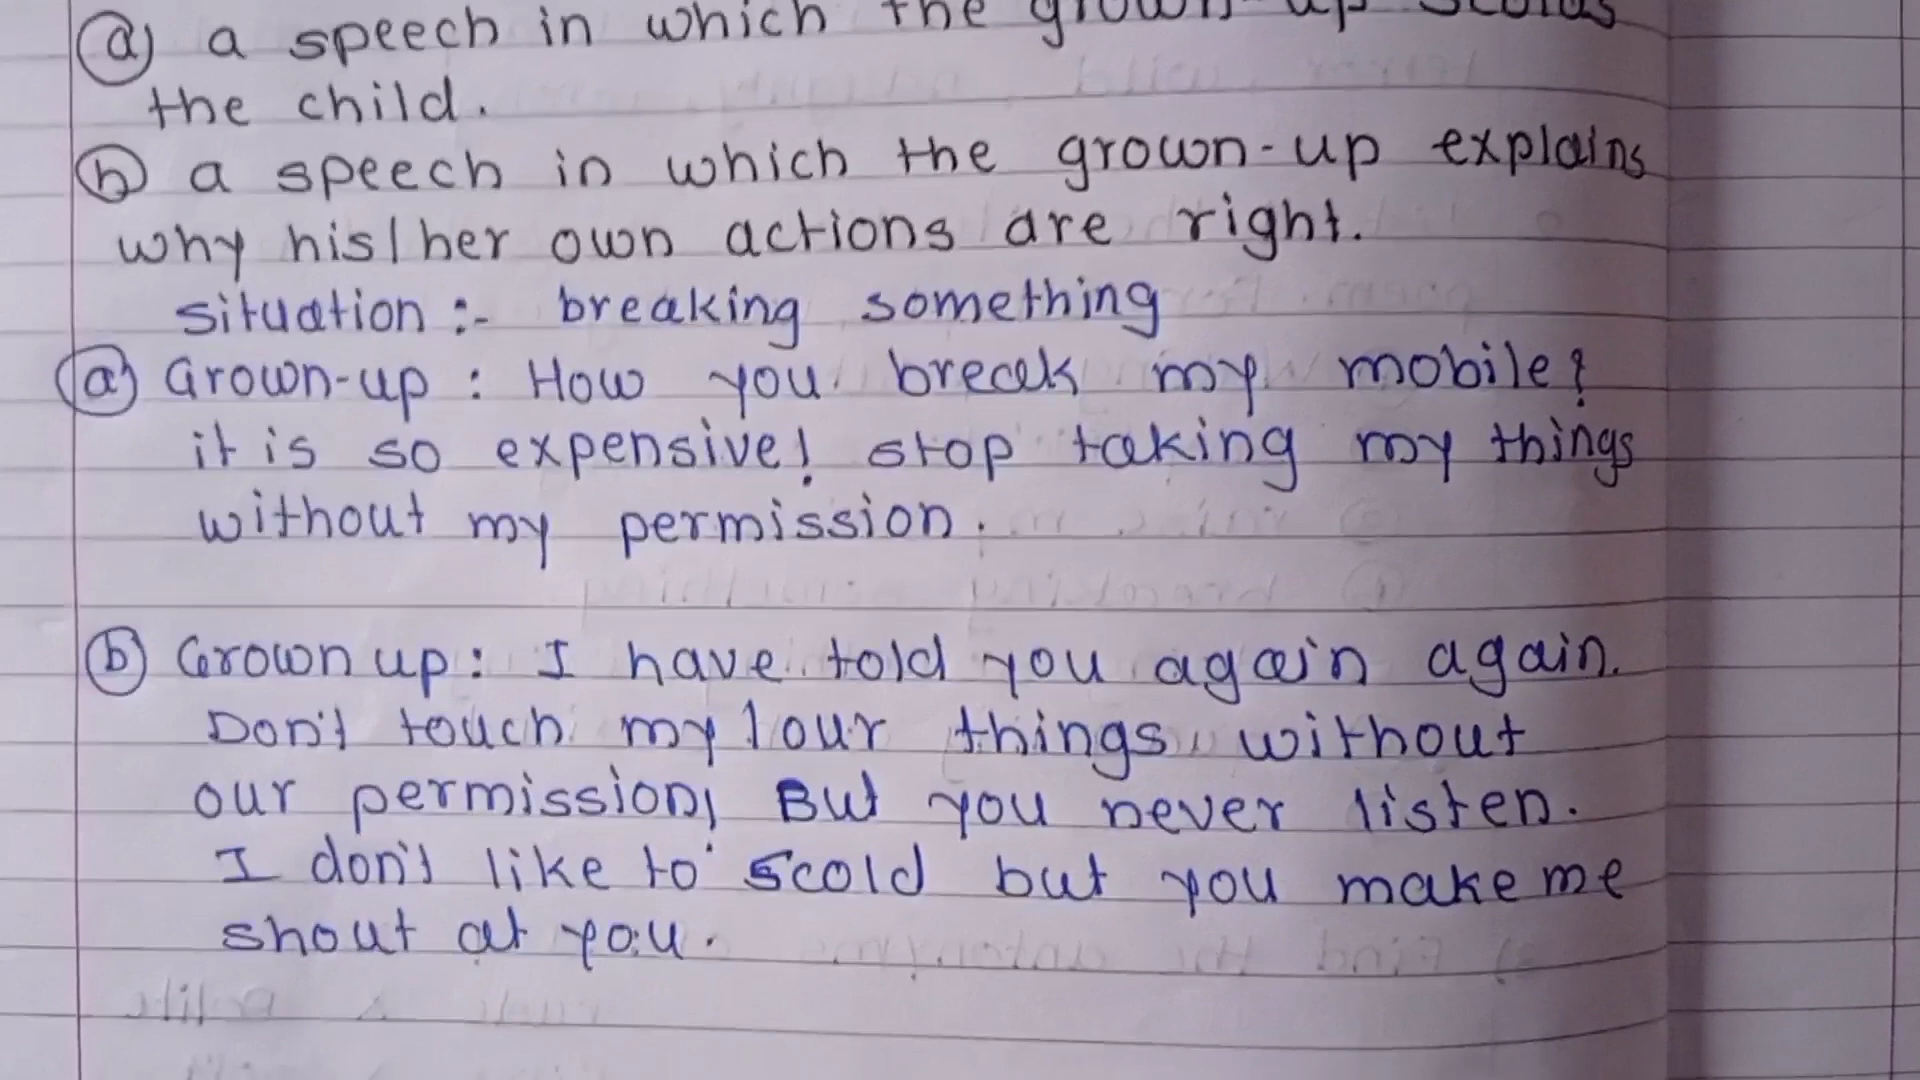 (a) a speech in which the grown-up scolds
the child.
(b) a speech in which the grown-up explains
why his/her own actions are right.
situation :- breaking something
(a) Grown-up : How you break my mobile?
it is so expensive! stop taking my things
without my permission.
(b) Grown up : I have told you again again.
Don't touch my/our things without
our permission, But you never listen.
I don't like to scold but you make me
shout at you.